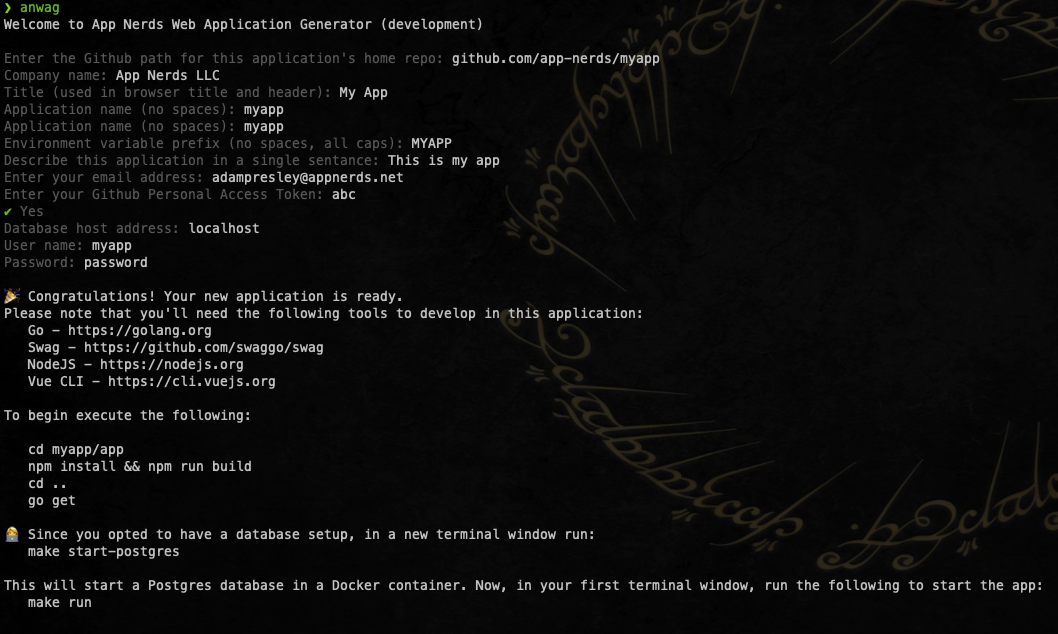 ❯ anwag
Welcome to App Nerds Web Application Generator (development)
Enter the Github path for this application's home repo: github.com/app-nerds/myapp
Company name: App Nerds LLC
Title (used in browser title and header): My App
Application name (no spaces): myapp
Application name (no spaces): myapp
Environment variable prefix (no spaces, all caps): MYAPP
Describe this application in a single sentance: This is my app
Enter your email address: adampresley@appnerds.net
Enter your Github Personal Access Token: abc
✔ Yes
Database host address: localhost
User name: myapp
Password: password
🎉 Congratulations! Your new application is ready.
Please note that you'll need the following tools to develop in this application:
Go - https://golang.org
Swag - https://github.com/swaggo/swag
NodeJS - https://nodejs.org
Vue CLI - https://cli.vuejs.org
To begin execute the following:
cd myapp/app
npm install && npm run build
cd ..
go get
Since you opted to have a database setup, in a new terminal window run:
make start-postgres
This will start a Postgres database in a Docker container. Now, in your first terminal window, run the following to start the app:
make run